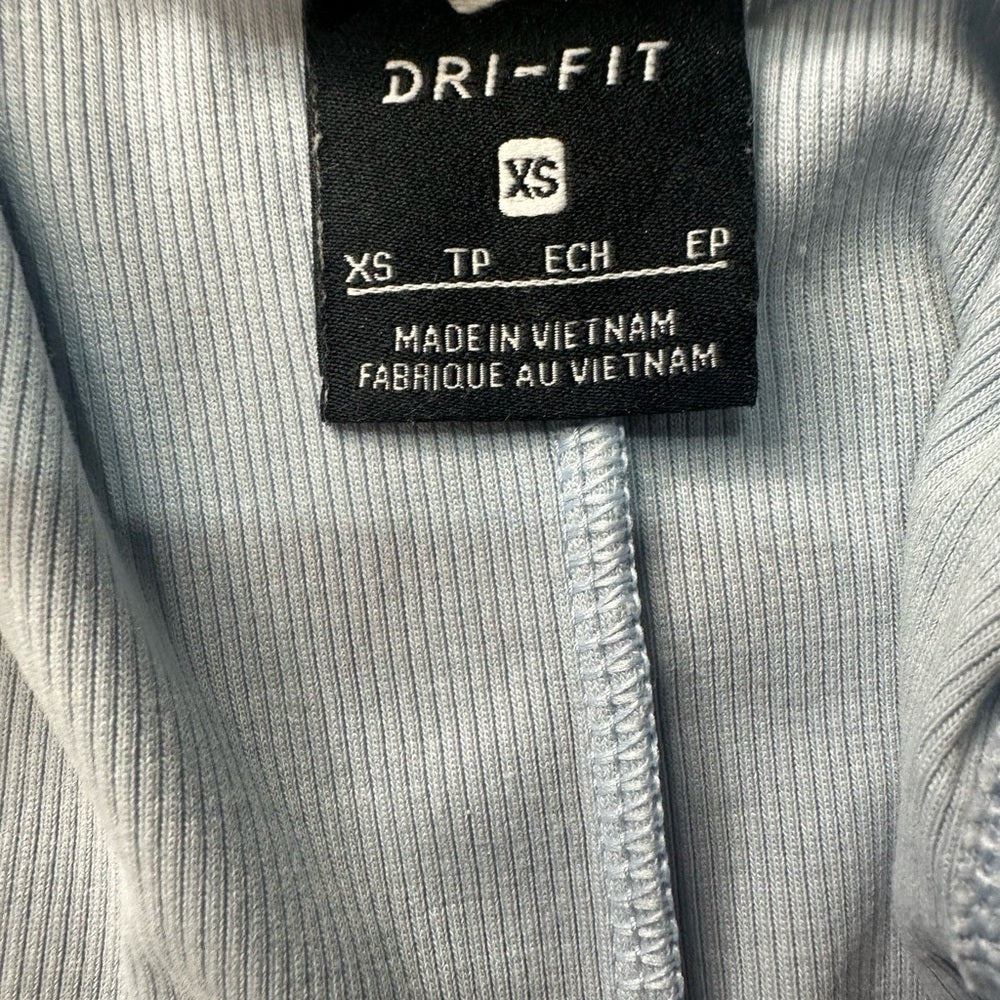 DRI-FIT
XS
XS TP ECH EP
MADE IN VIETNAM
FABRIQUE AU VIETNAM